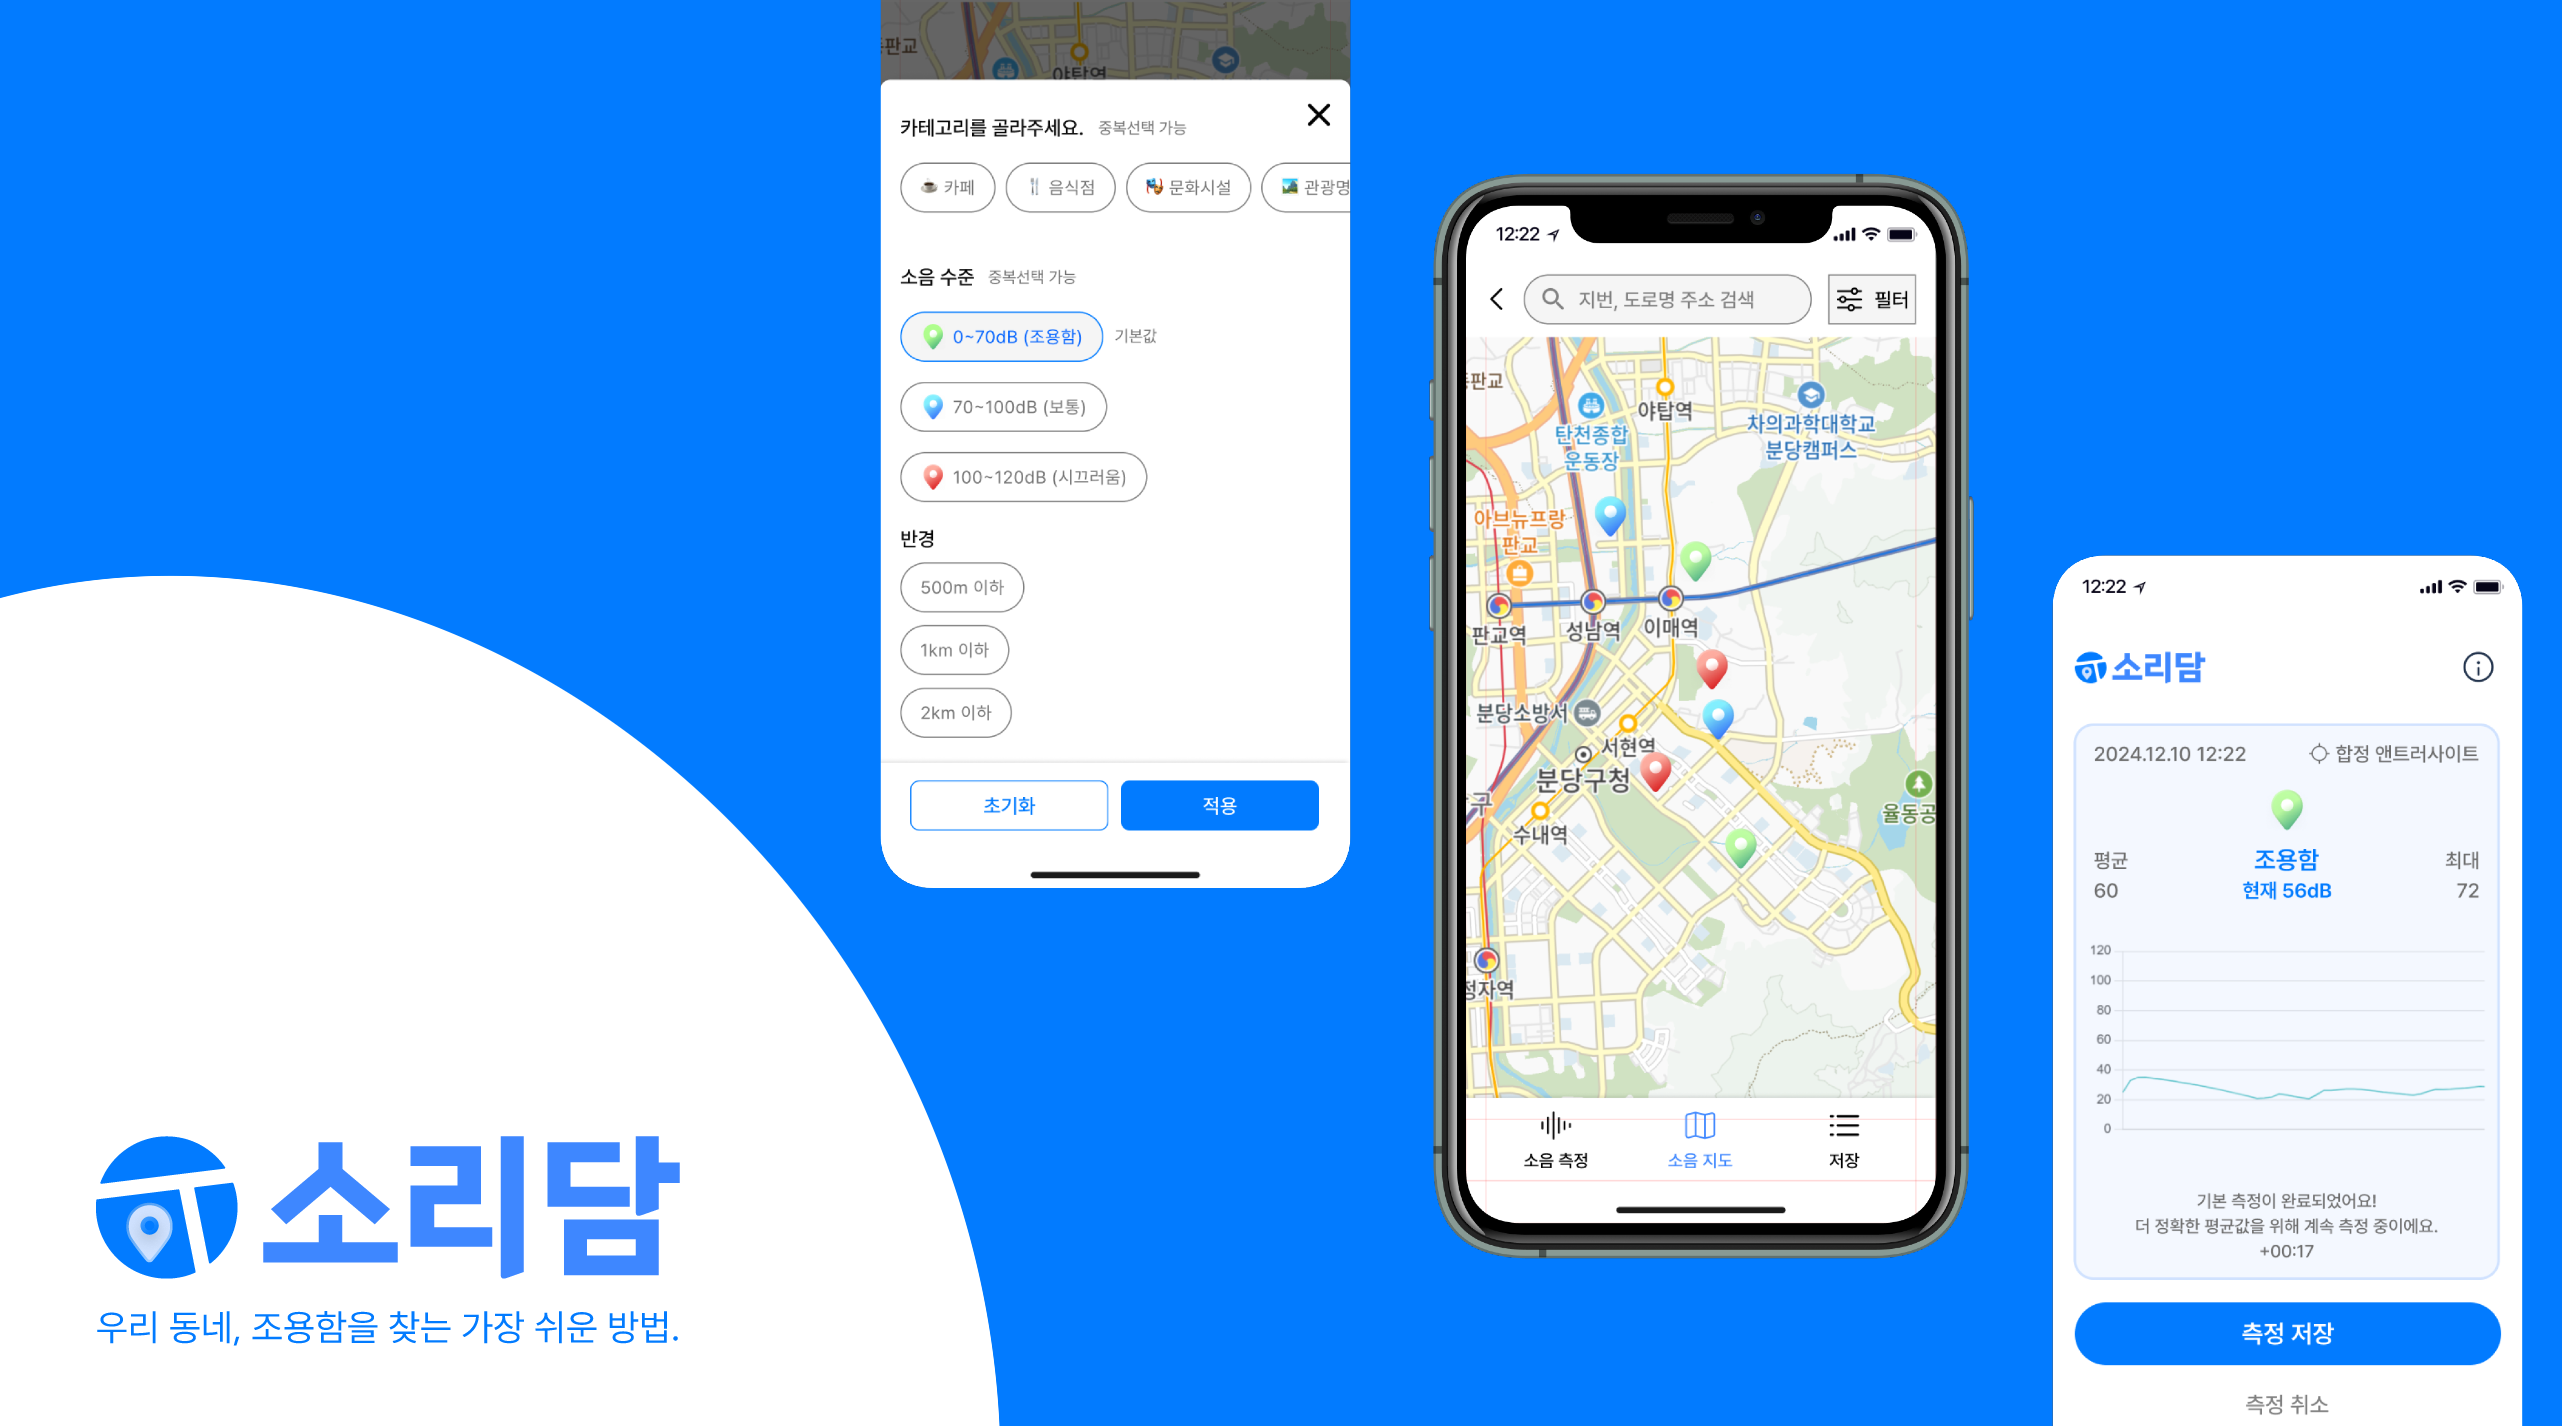 소리담
우리 동네, 조용함을 찾는 가장 쉬운 방법.
판교
야탑역
카테고리를 골라주세요. 중복선택 가능
카페
음식점
문화시설
관광명
소음 수준 중복선택 가능
0~70dB (조용함) 기본값
70~100dB (보통)
100~120dB (시끄러움)
반경
500m 이하
1km 이하
2km 이하
초기화
적용
12:22
지번, 도로명 주소 검색
필터
판교
야탑역
탄천종합
운동장
차의과학대학교
분당캠퍼스
아브뉴프랑
판교
판교역
성남역
이매역
분당소방서
서현역
분당구청
구
수내역
율동공
정자역
소음 측정
소음 지도
저장
12:22
소리담
2024.12.10 12:22
합정 앤트러사이트
평균
60
조용함
현재 56dB
최대
72
120
100
80
60
40
20
0
기본 측정이 완료되었어요!
더 정확한 평균값을 위해 계속 측정 중이에요.
+00:17
측정 저장
측정 취소